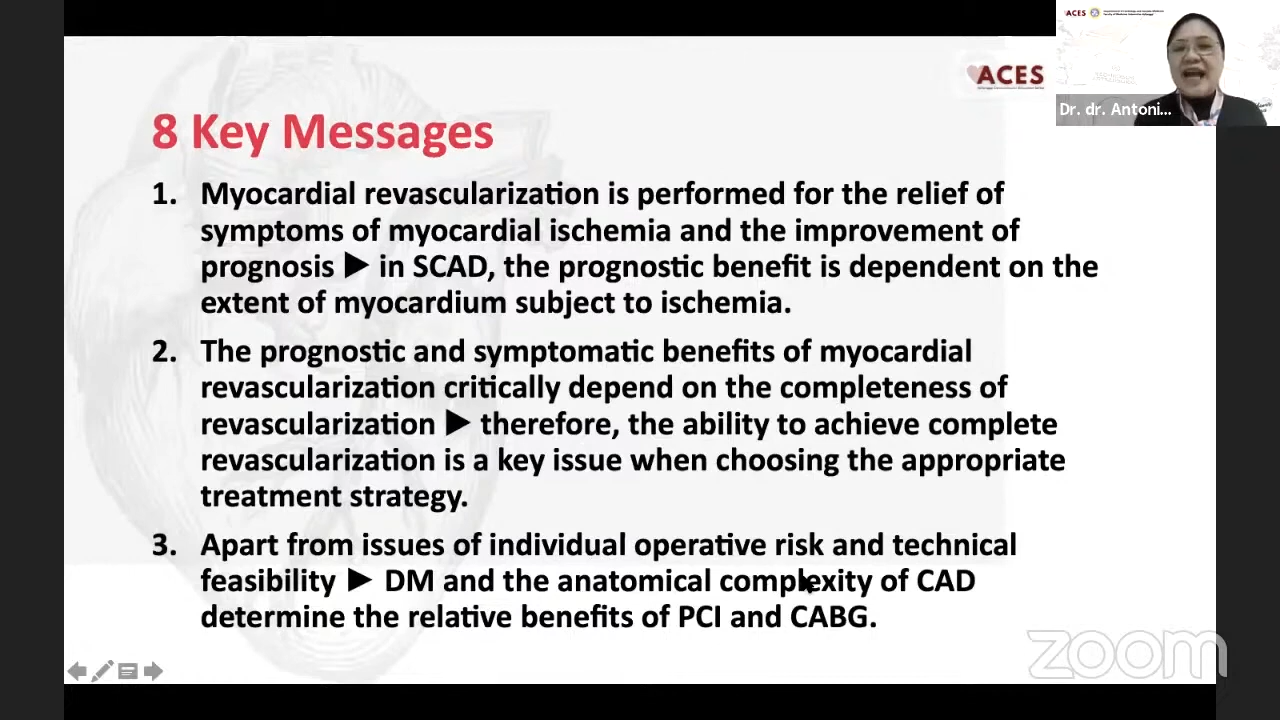 ACES
Dr. dr. Antoni...
ACES
8 Key Messages
1. Myocardial revascularization is performed for the relief of
symptoms of myocardial ischemia and the improvement of
prognosis ▶ in SCAD, the prognostic benefit is dependent on the
extent of myocardium subject to ischemia.
2. The prognostic and symptomatic benefits of myocardial
revascularization critically depend on the completeness of
revascularization ▶ therefore, the ability to achieve complete
revascularization is a key issue when choosing the appropriate
treatment strategy.
3. Apart from issues of individual operative risk and technical
feasibility ▶ DM and the anatomical complexity of CAD
determine the relative benefits of PCI and CABG.
zoom